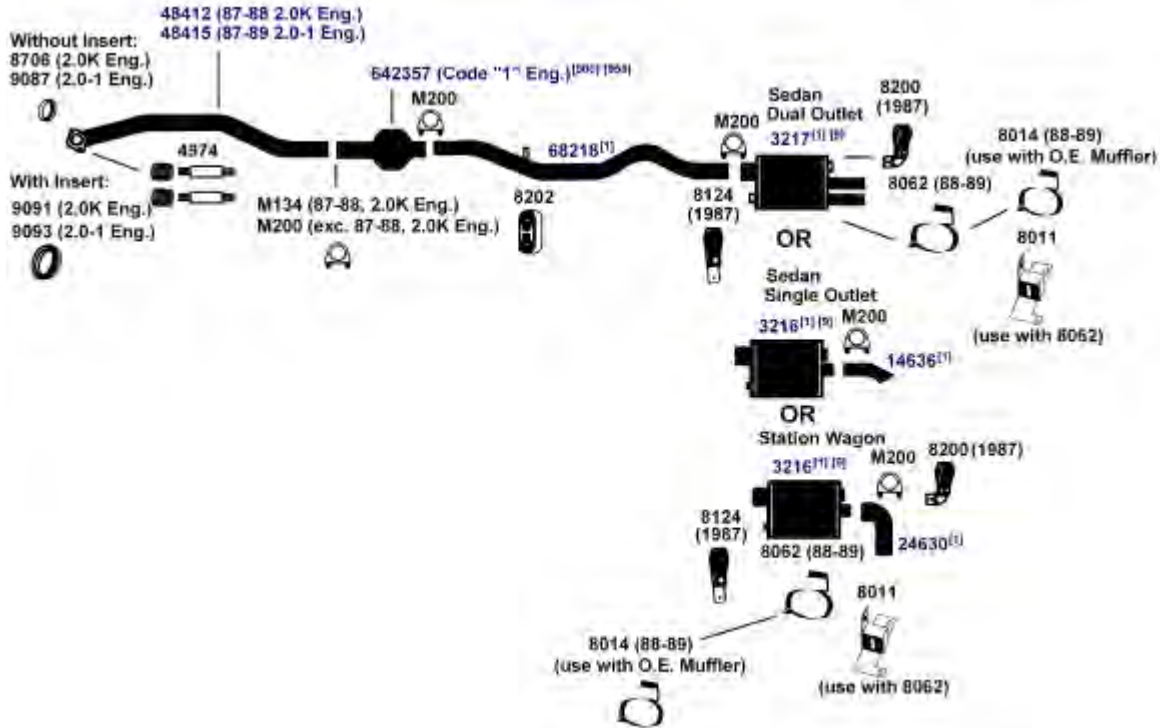 48412 (87-88 2.0K Eng.)
48415 (87-89 2.0-1 Eng.)
Without Insert:
8706 (2.0K Eng.)
9087 (2.0-1 Eng.)
642357 (Code "1" Eng.)
M200
4374
With Insert:
9091 (2.0K Eng.)
9093 (2.0-1 Eng.)
M134 (87-88, 2.0K Eng.)
M200 (exc. 87-88, 2.0K Eng.)
68218[1]
8202
M200
Sedan
Dual Outlet
3217[1] [9]
8200
(1987)
8124
(1987)
8062 (88-89)
8014 (88-89)
(use with O.E. Muffler)
8011
(use with 8062)
OR
Sedan
Single Outlet
3216[1] [9]
M200
14636[1]
OR
Station Wagon
3216[1] [9]
M200
8200 (1987)
8124
(1987)
8062 (88-89)
24630[1]
8014 (88-89)
(use with O.E. Muffler)
8011
(use with 8062)